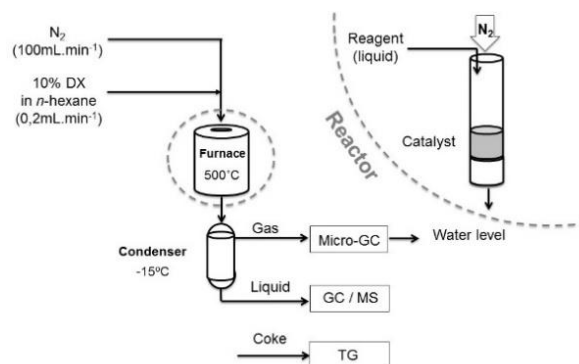 N₂
(100mL.min⁻¹)
10% DX
in n-hexane
(0,2mL.min⁻¹)
Furnace
500˚C
Condenser
-15ºC
Gas
Micro-GC
Water level
Liquid
GC / MS
Coke
TG
Reactor
N₂
Reagent
(liquid)
Catalyst